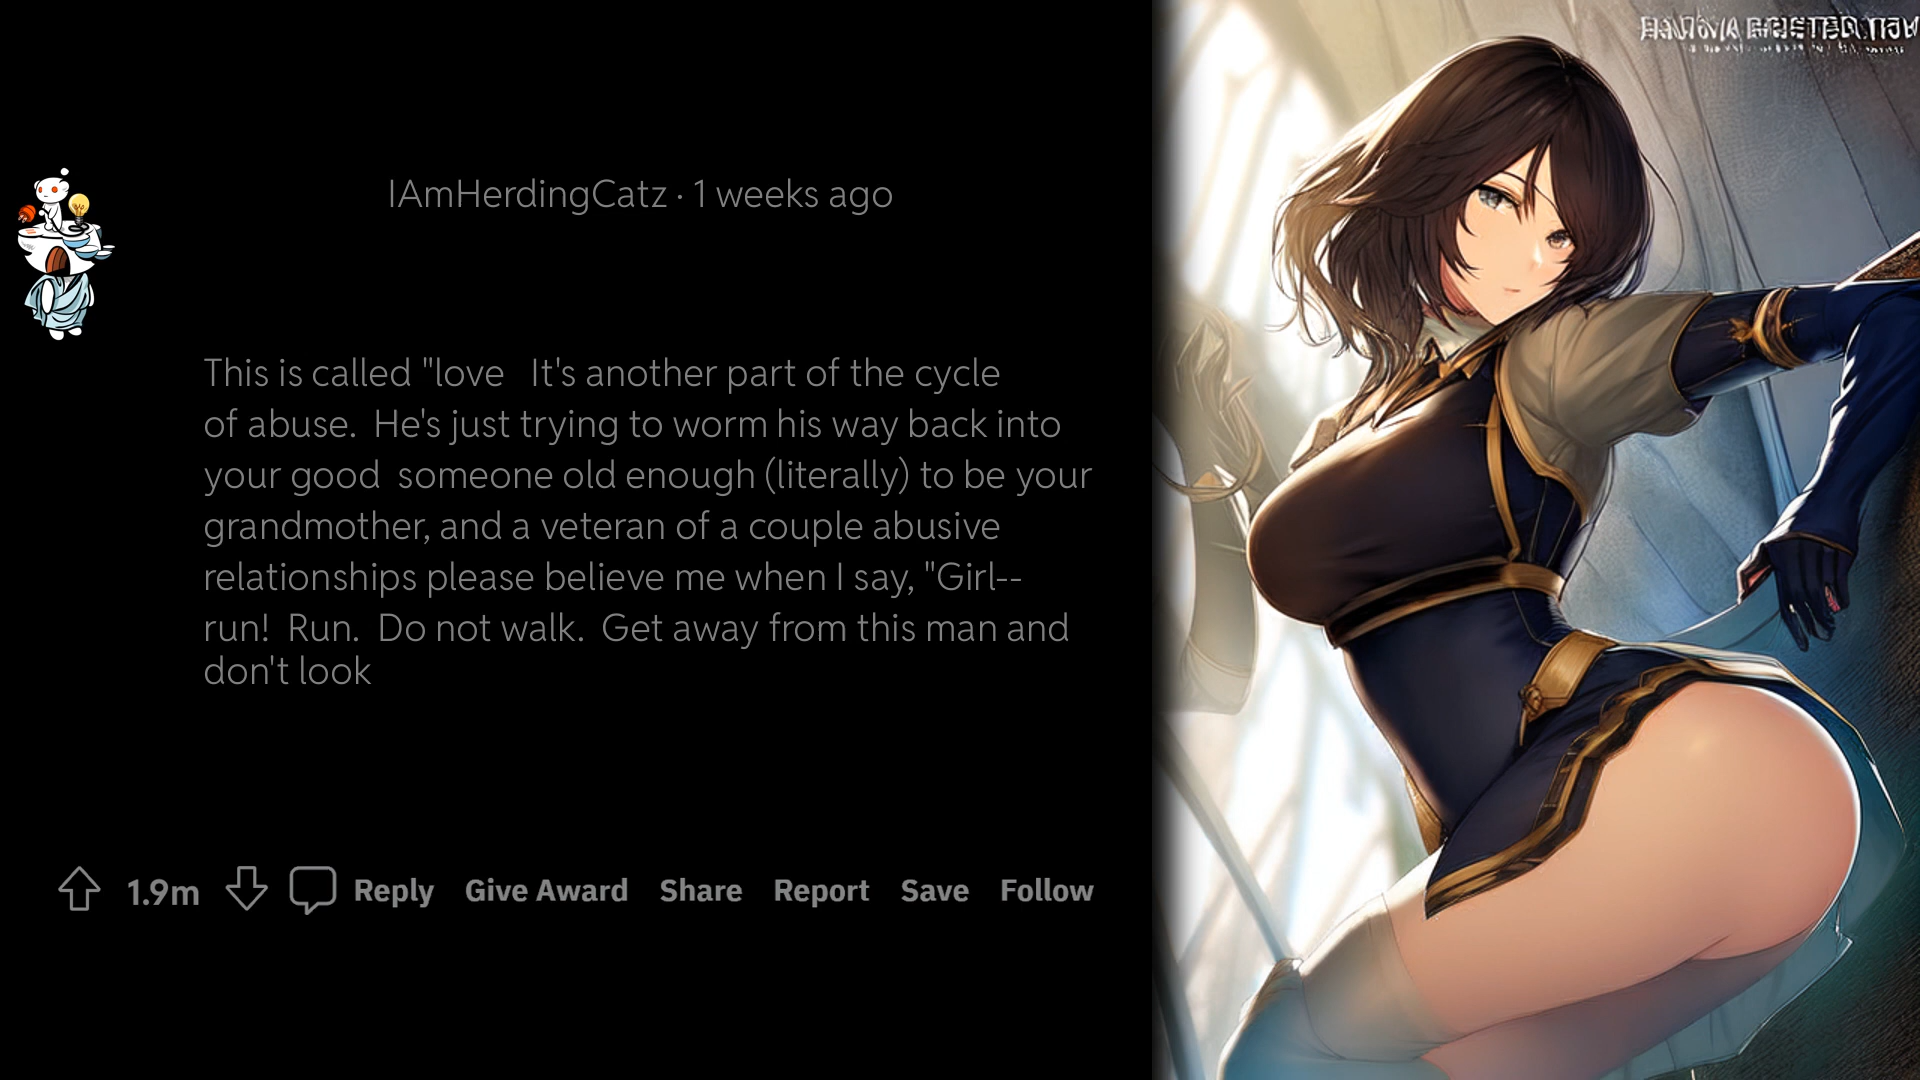 IAmHerdingCatz · 1 weeks ago
This is called "love   It's another part of the cycle
of abuse.  He's just trying to worm his way back into
your good  someone old enough (literally) to be your
grandmother, and a veteran of a couple abusive
relationships please believe me when I say, "Girl--
run!  Run.  Do not walk.  Get away from this man and
don't look
1.9m Reply Give Award Share Report Save Follow